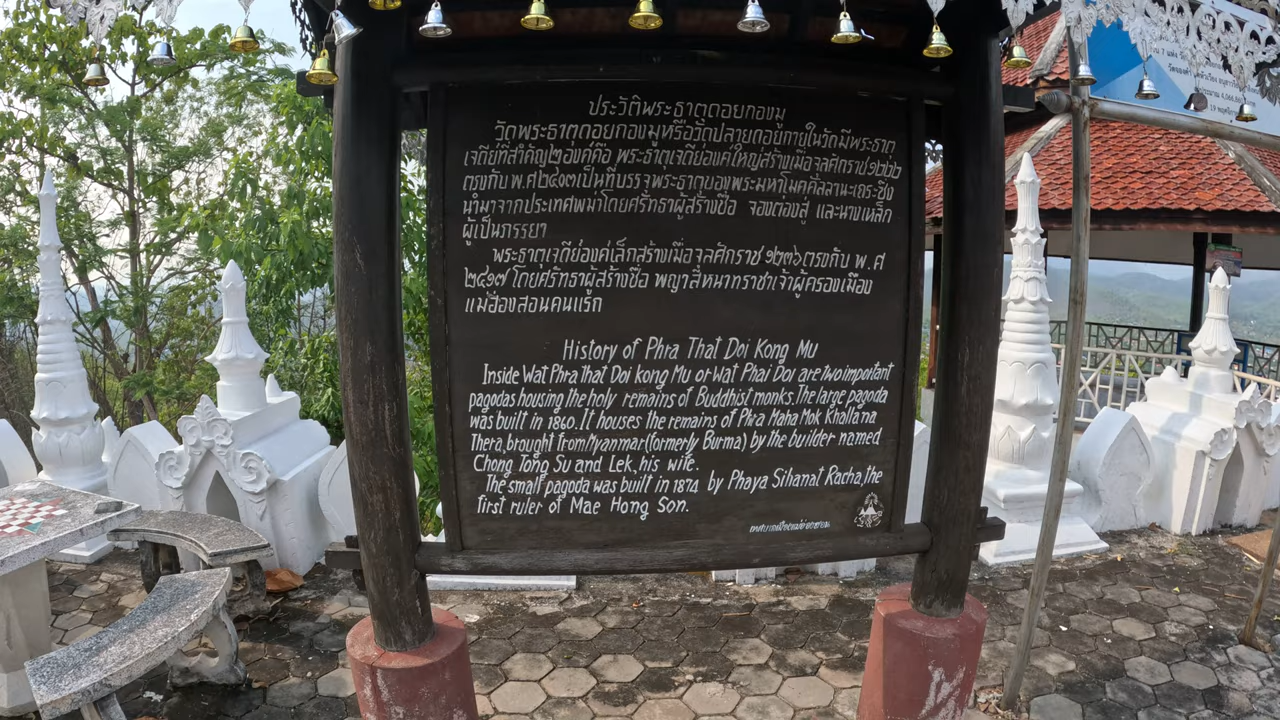 ประวัติพระธาตุดอยกองมู
วัดพระธาตุดอยกองมูหรือวัดปลายดอยภายในวัดมีพระธาตุ
เจดีย์ที่สำคัญ๒องค์คือ พระธาตุเจดีย์องค์ใหญ่สร้างเมื่อจุลศักราช๑๒๒๒
ตรงกับ พ.ศ๒๔๐๓เป็นที่บรรจุพระธาตุของพระมหาโมคคัลลานะเถระซึ่ง
นำมาจากประเทศพม่าโดยศรัทธาผู้สร้างชื่อ จองต่องสู่ และนางเหล็ก
ผู้เป็นภรรยา
พระธาตุเจดีย์องค์เล็กสร้างเมื่อจุลศักราช ๑๒๓๖ตรงกับ พ.ศ
๒๔๑๗ โดยศรัทธาผู้สร้างชื่อ พญาสิหนาทราชาเจ้าผู้ครองเมือง
แม่ฮ่องสอนคนแรก
History of Phra That Doi Kong Mu
Inside Wat Phra That Doi kong Mu or Wat Phai Doi are two important
pagodas housing the holy remains of Buddhist monks. The large pagoda
was built in 1860. It houses the remains of Phra Maha Mok Khallana
Thera, brought from Myanmar (formerly Burma) by the builder named
Chong Tong Su and Lek, his wife.
The small pagoda was built in 1874 by Phaya Sihanat Racha, the
first ruler of Mae Hong Son.
เทศบาลเมืองแม่ฮ่องสอน